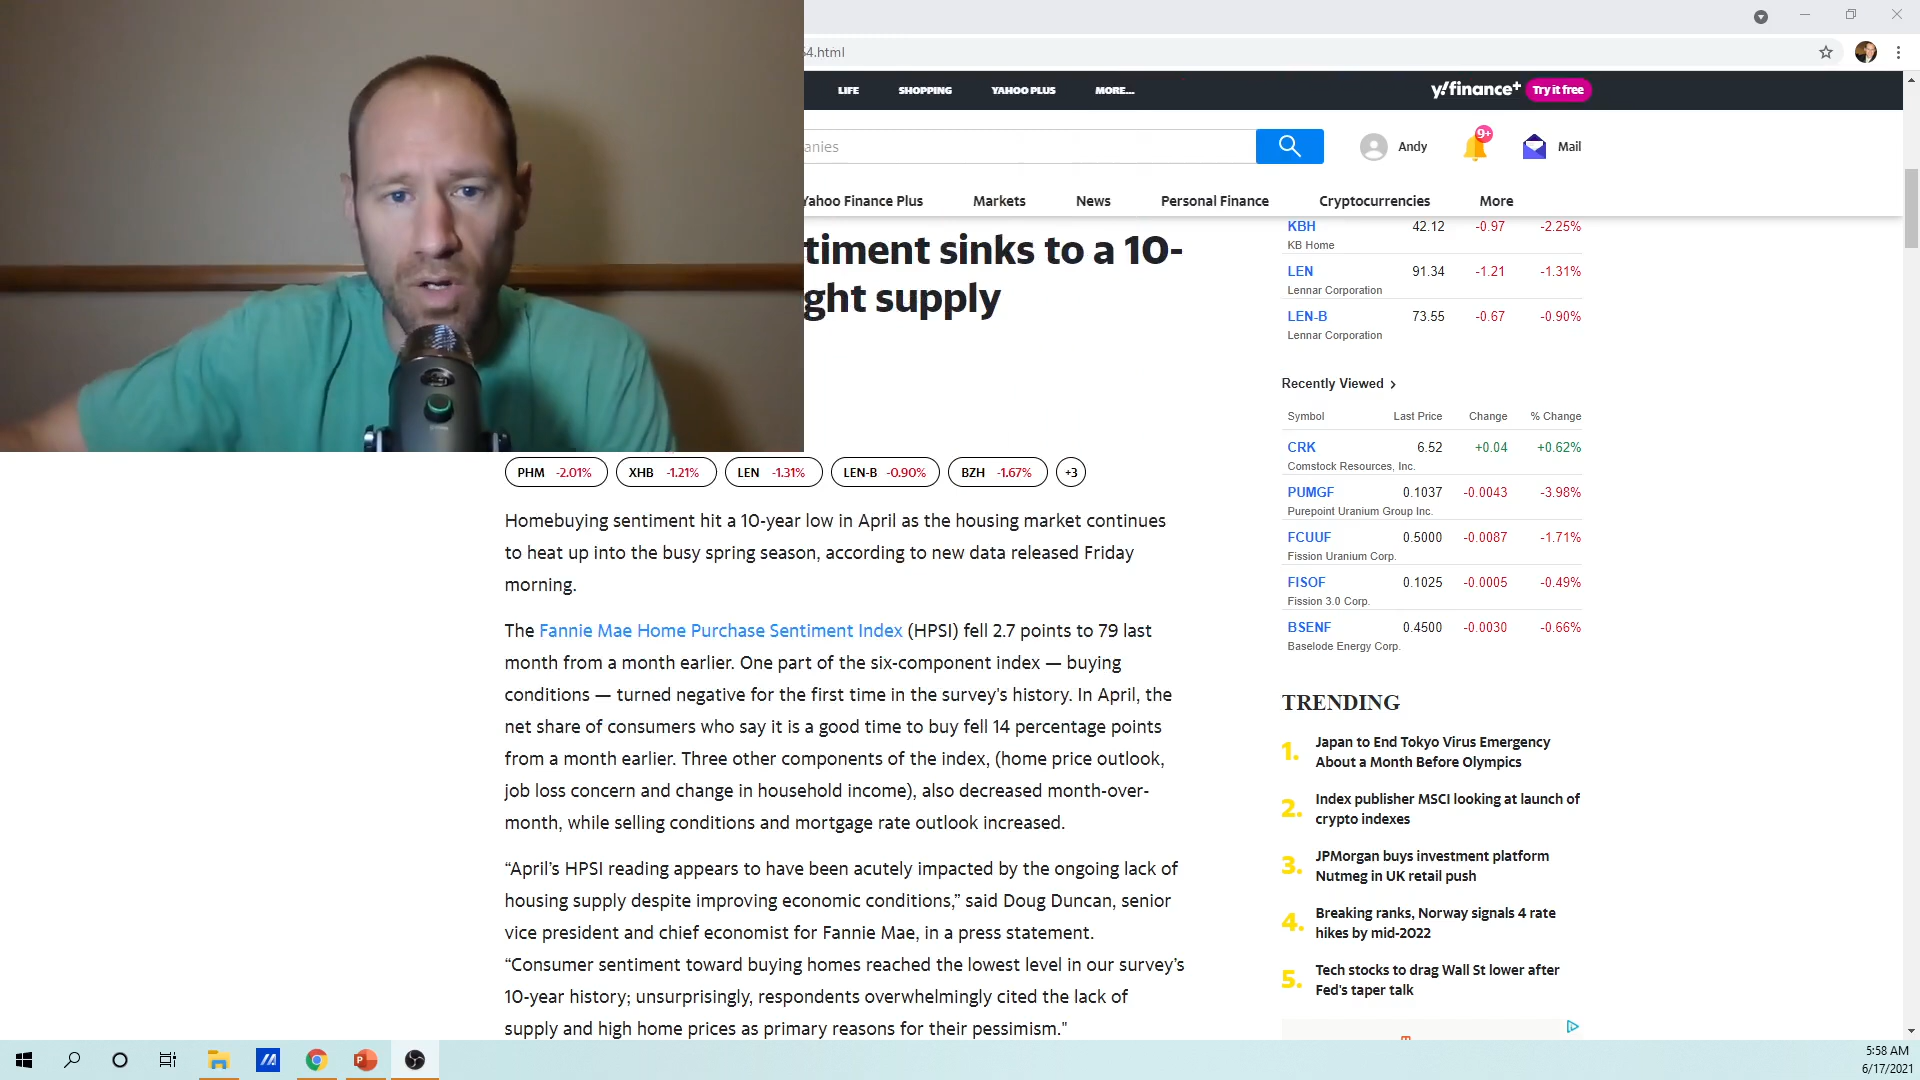 54.html
LIFE SHOPPING YAHOO PLUS MORE...
y!finance+ Try it free
anies
Andy 9+ Mail
Yahoo Finance Plus Markets News Personal Finance Cryptocurrencies More
timent sinks to a 10-
ght supply
PHM -2.01% XHB -1.21% LEN -1.31% LEN-B -0.90% BZH -1.67% +3
Homebuying sentiment hit a 10-year low in April as the housing market continues
to heat up into the busy spring season, according to new data released Friday
morning.
The Fannie Mae Home Purchase Sentiment Index (HPSI) fell 2.7 points to 79 last
month from a month earlier. One part of the six-component index — buying
conditions — turned negative for the first time in the survey's history. In April, the
net share of consumers who say it is a good time to buy fell 14 percentage points
from a month earlier. Three other components of the index, (home price outlook,
job loss concern and change in household income), also decreased month-over-
month, while selling conditions and mortgage rate outlook increased.
“April’s HPSI reading appears to have been acutely impacted by the ongoing lack of
housing supply despite improving economic conditions,” said Doug Duncan, senior
vice president and chief economist for Fannie Mae, in a press statement.
“Consumer sentiment toward buying homes reached the lowest level in our survey’s
10-year history; unsurprisingly, respondents overwhelmingly cited the lack of
supply and high home prices as primary reasons for their pessimism."
KBH 42.12 -0.97 -2.25%
KB Home
LEN 91.34 -1.21 -1.31%
Lennar Corporation
LEN-B 73.55 -0.67 -0.90%
Lennar Corporation
Recently Viewed
Symbol Last Price Change % Change
CRK 6.52 +0.04 +0.62%
Comstock Resources, Inc.
PUMGF 0.1037 -0.0043 -3.98%
Purepoint Uranium Group Inc.
FCUUF 0.5000 -0.0087 -1.71%
Fission Uranium Corp.
FISOF 0.1025 -0.0005 -0.49%
Fission 3.0 Corp.
BSENF 0.4500 -0.0030 -0.66%
Baselode Energy Corp.
TRENDING
1. Japan to End Tokyo Virus Emergency
About a Month Before Olympics
2. Index publisher MSCI looking at launch of
crypto indexes
3. JPMorgan buys investment platform
Nutmeg in UK retail push
4. Breaking ranks, Norway signals 4 rate
hikes by mid-2022
5. Tech stocks to drag Wall St lower after
Fed's taper talk
5:58 AM
6/17/2021